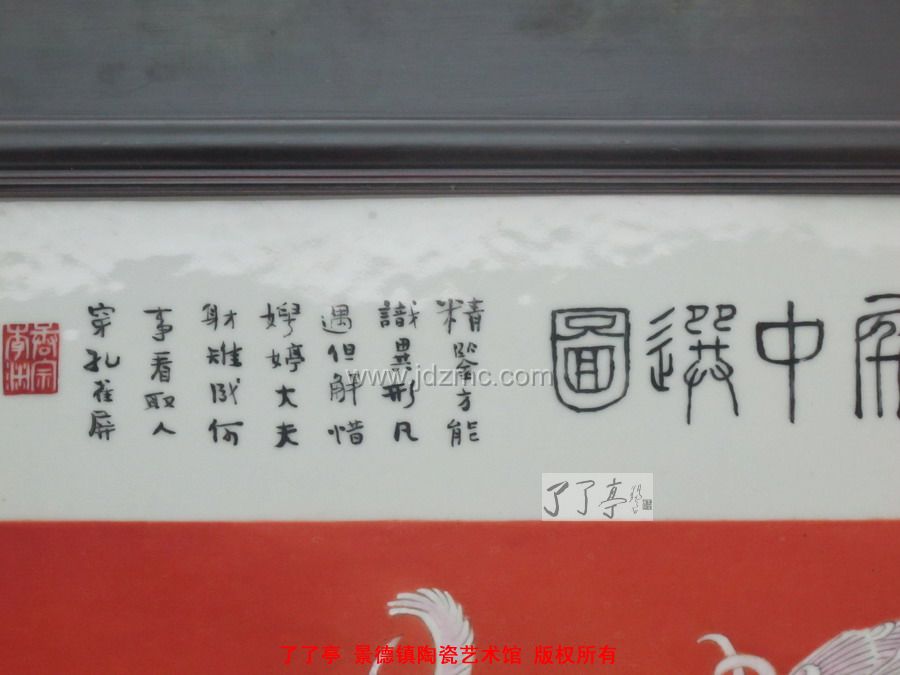 屏中選圖
精方能
識異形凡
遇但解惜
娉婷大夫
射雉成何
事看取人
穿孔雀屏
www.jdzmc.com
了了亭
了了亭 景德镇陶瓷艺术馆 版权所有